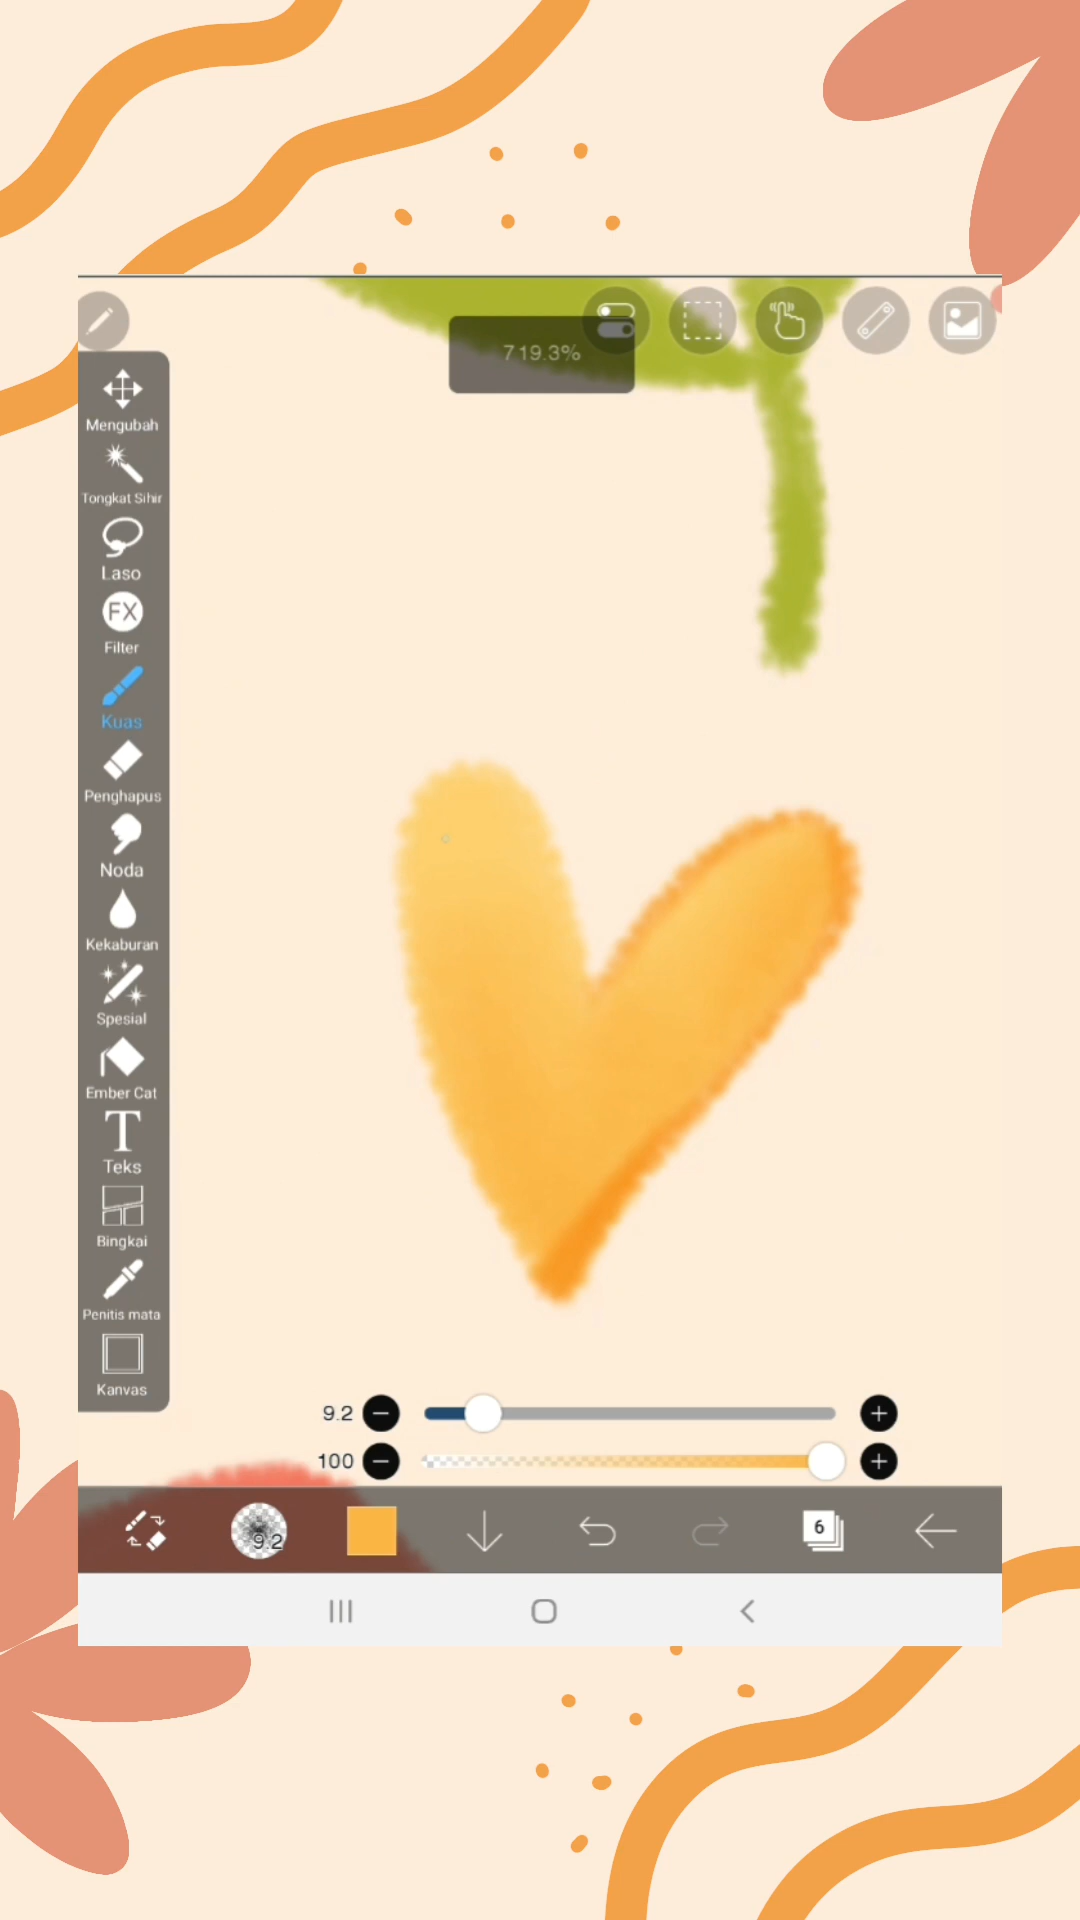 719.3%
Mengubah
Tongkat Sihir
Laso
FX
Filter
Kuas
Penghapus
Noda
Kekaburan
Spesial
Ember Cat
T
Teks
Bingkai
Penitis mata
Kanvas
9.2
100
9.2
6